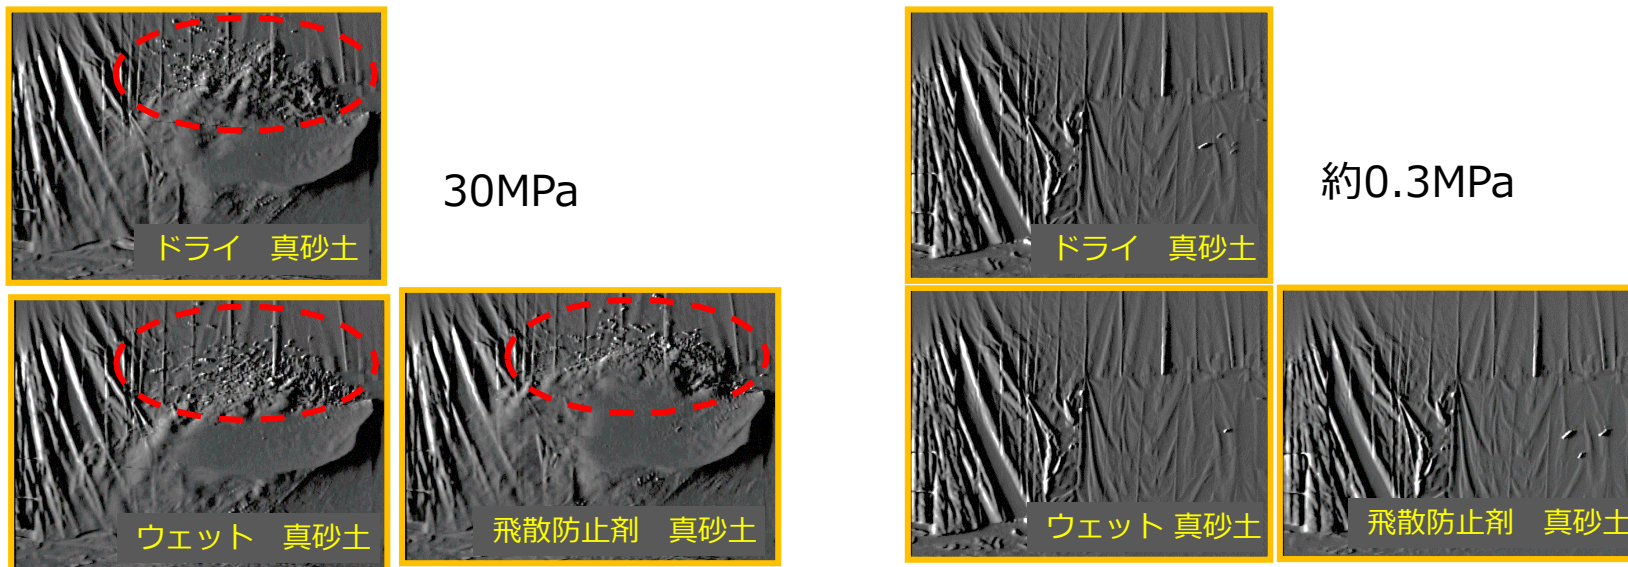 30MPa
ドライ　真砂土
ウェット　真砂土
飛散防止剤　真砂土
約0.3MPa
ドライ　真砂土
ウェット 真砂土
飛散防止剤　真砂土